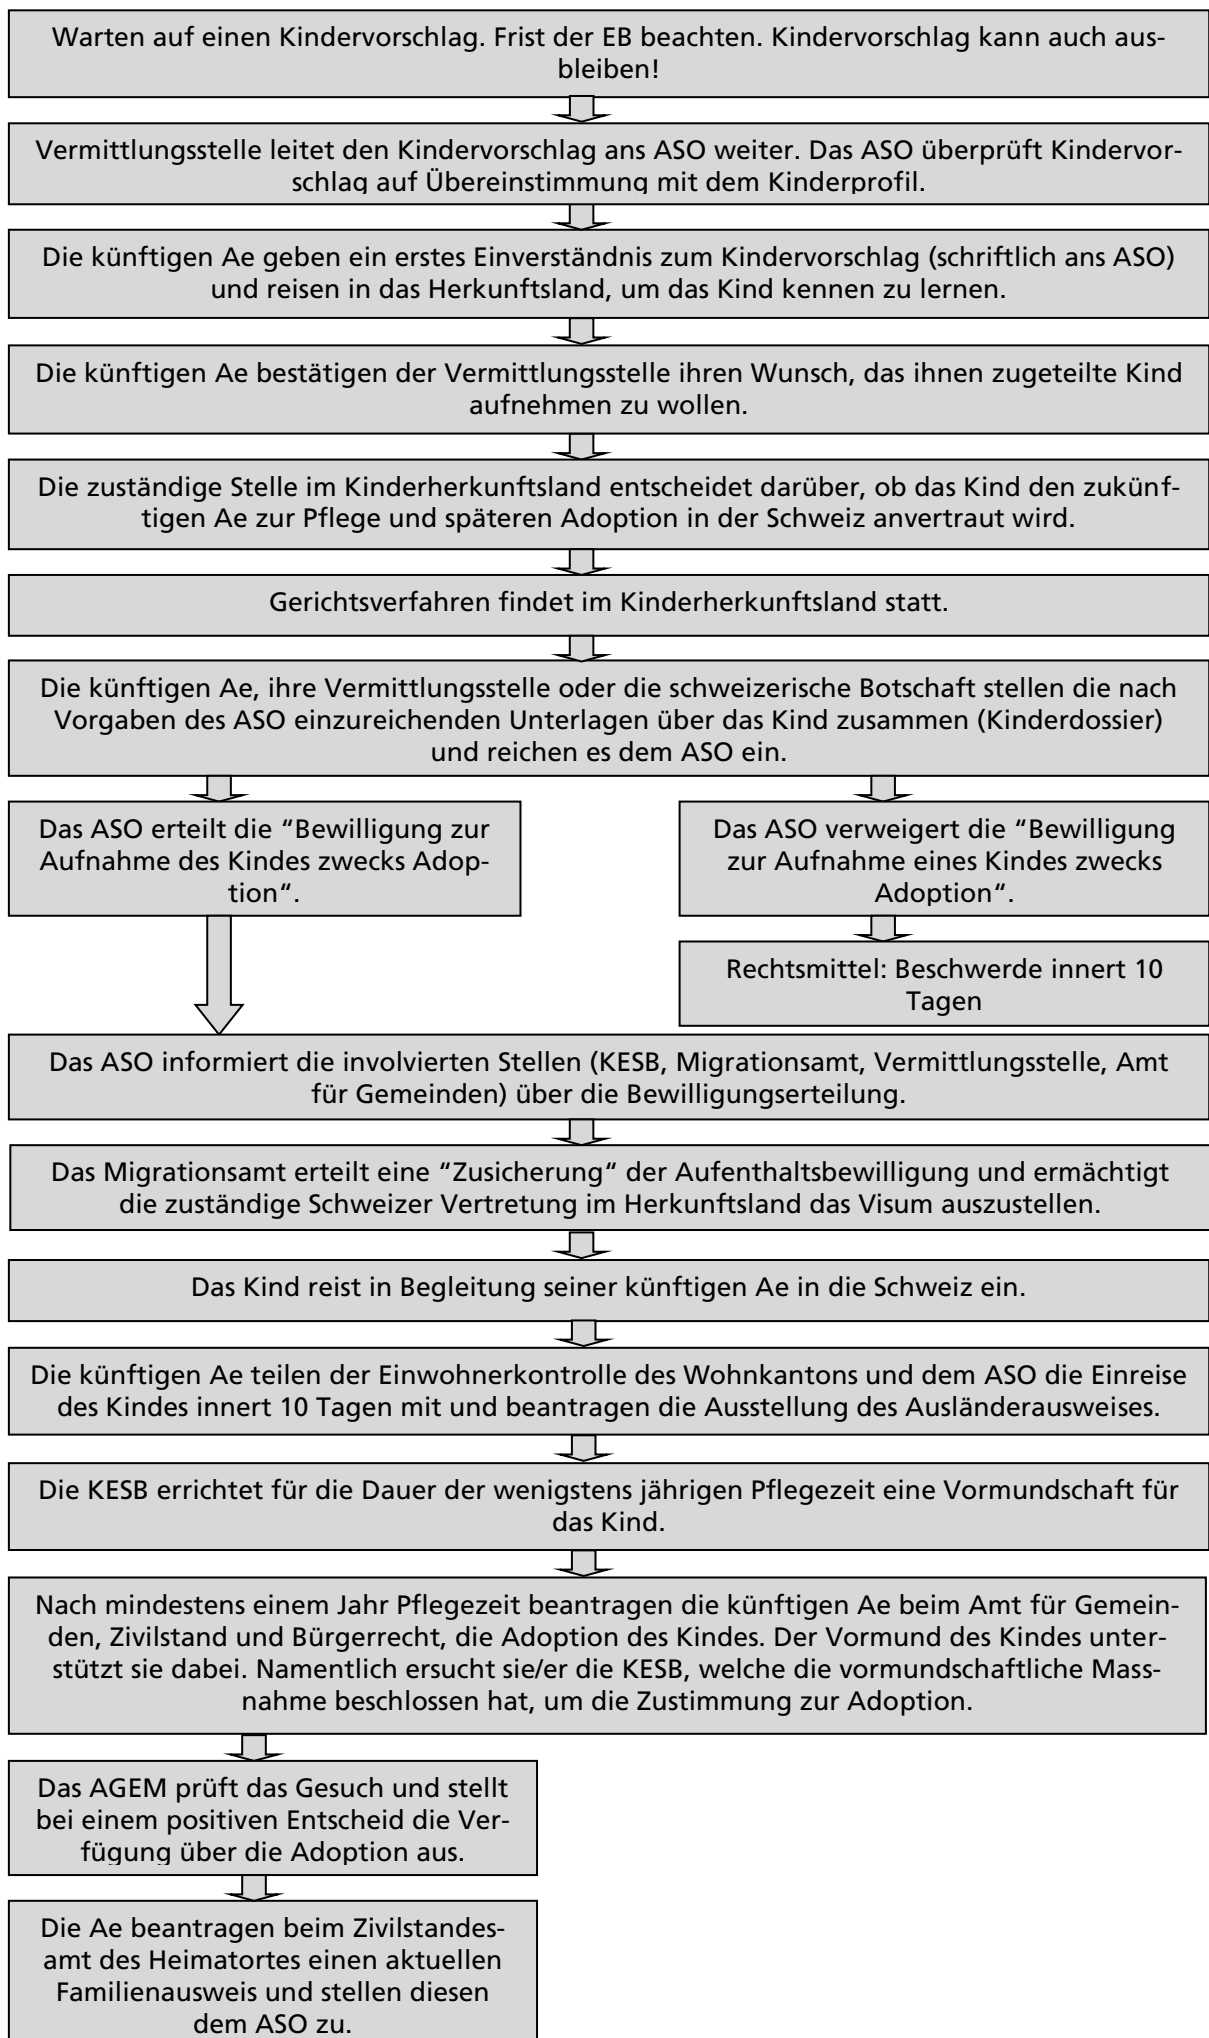 Warten auf einen Kindervorschlag. Frist der EB beachten. Kindervorschlag kann auch aus-
bleiben!
Vermittlungsstelle leitet den Kindervorschlag ans ASO weiter. Das ASO überprüft Kindervor-
schlag auf Übereinstimmung mit dem Kinderprofil.
Die künftigen Ae geben ein erstes Einverständnis zum Kindervorschlag (schriftlich ans ASO)
und reisen in das Herkunftsland, um das Kind kennen zu lernen.
Die künftigen Ae bestätigen der Vermittlungsstelle ihren Wunsch, das ihnen zugeteilte Kind
aufnehmen zu wollen.
Die zuständige Stelle im Kinderherkunftsland entscheidet darüber, ob das Kind den zukünf-
tigen Ae zur Pflege und späteren Adoption in der Schweiz anvertraut wird.
Gerichtsverfahren findet im Kinderherkunftsland statt.
Die künftigen Ae, ihre Vermittlungsstelle oder die schweizerische Botschaft stellen die nach
Vorgaben des ASO einzureichenden Unterlagen über das Kind zusammen (Kinderdossier)
und reichen es dem ASO ein.
Das ASO erteilt die “Bewilligung zur
Aufnahme des Kindes zwecks Adop-
tion“.
Das ASO verweigert die “Bewilligung
zur Aufnahme eines Kindes zwecks
Adoption“.
Rechtsmittel: Beschwerde innert 10
Tagen
Das ASO informiert die involvierten Stellen (KESB, Migrationsamt, Vermittlungsstelle, Amt
für Gemeinden) über die Bewilligungserteilung.
Das Migrationsamt erteilt eine “Zusicherung“ der Aufenthaltsbewilligung und ermächtigt
die zuständige Schweizer Vertretung im Herkunftsland das Visum auszustellen.
Das Kind reist in Begleitung seiner künftigen Ae in die Schweiz ein.
Die künftigen Ae teilen der Einwohnerkontrolle des Wohnkantons und dem ASO die Einreise
des Kindes innert 10 Tagen mit und beantragen die Ausstellung des Ausländerausweises.
Die KESB errichtet für die Dauer der wenigstens jährigen Pflegezeit eine Vormundschaft für
das Kind.
Nach mindestens einem Jahr Pflegezeit beantragen die künftigen Ae beim Amt für Gemein-
den, Zivilstand und Bürgerrecht, die Adoption des Kindes. Der Vormund des Kindes unter-
stützt sie dabei. Namentlich ersucht sie/er die KESB, welche die vormundschaftliche Mass-
nahme beschlossen hat, um die Zustimmung zur Adoption.
Das AGEM prüft das Gesuch und stellt
bei einem positiven Entscheid die Ver-
fügung über die Adoption aus.
Die Ae beantragen beim Zivilstandes-
amt des Heimatortes einen aktuellen
Familienausweis und stellen diesen
dem ASO zu.